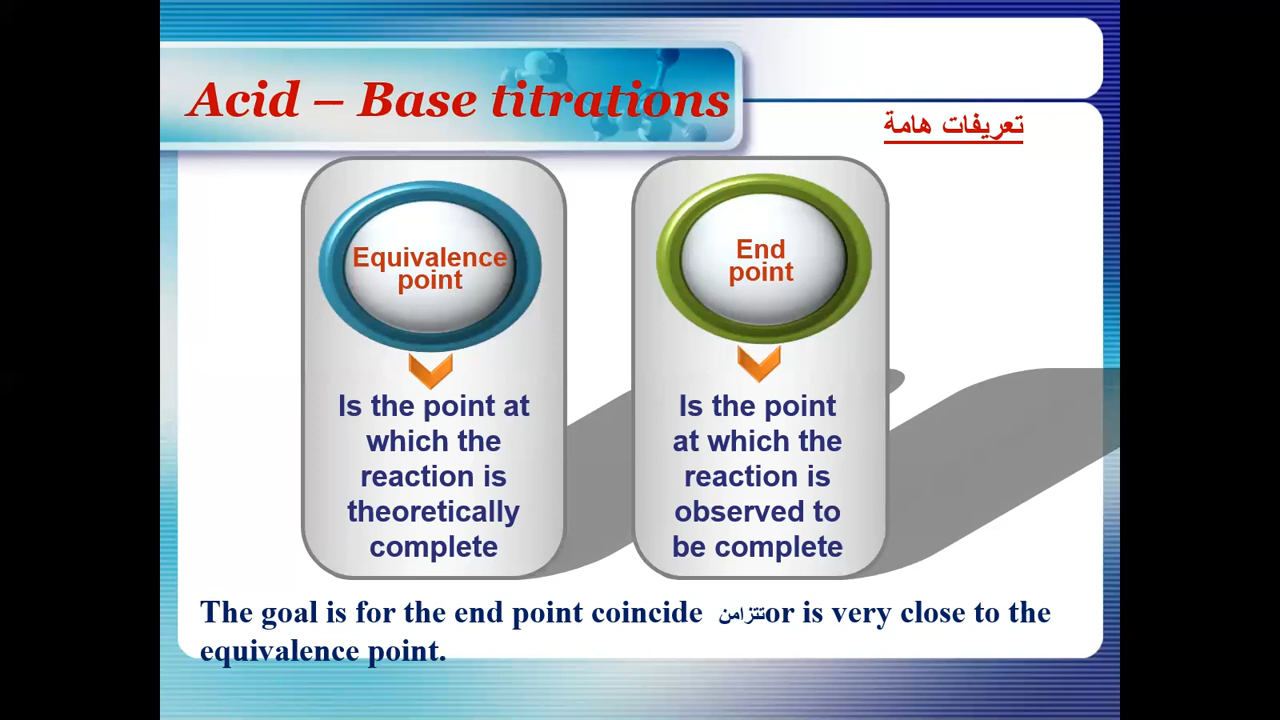 Acid – Base titrations
تعريفات هامة
Equivalence
point
Is the point at
which the
reaction is
theoretically
complete
End
point
Is the point
at which the
reaction is
observed to
be complete
The goal is for the end point coincide تتزامن or is very close to the
equivalence point.